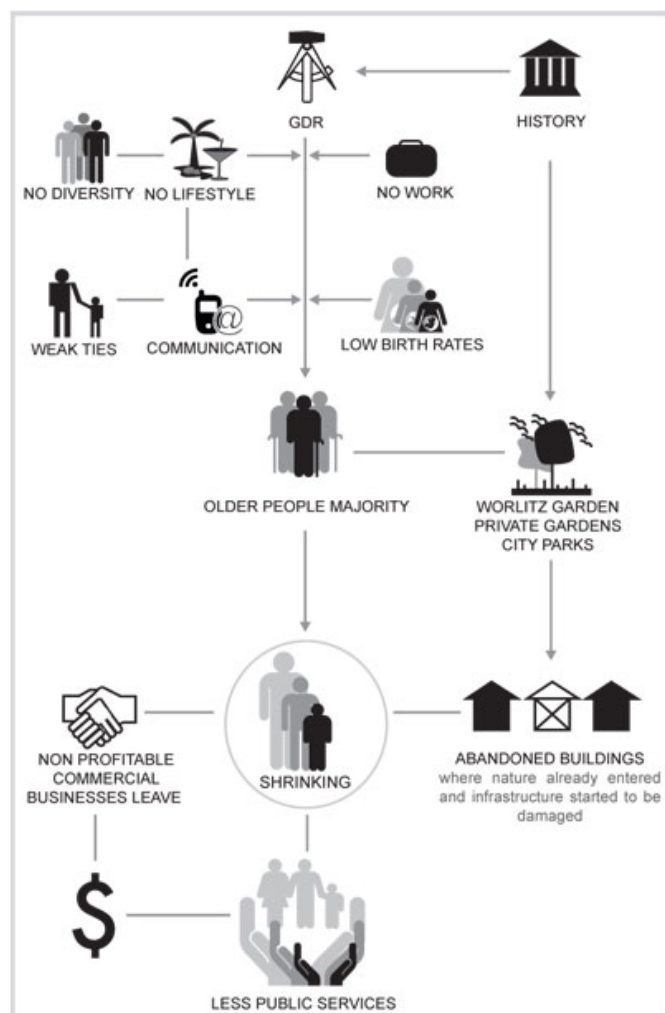 GDR
HISTORY
NO DIVERSITY
NO LIFESTYLE
NO WORK
WEAK TIES
@
COMMUNICATION
LOW BIRTH RATES
OLDER PEOPLE MAJORITY
WORLITZ GARDEN
PRIVATE GARDENS
CITY PARKS
SHRINKING
NON PROFITABLE
COMMERCIAL
BUSINESSES LEAVE
ABANDONED BUILDINGS
where nature already entered
and infrastructure started to be
damaged
$
LESS PUBLIC SERVICES